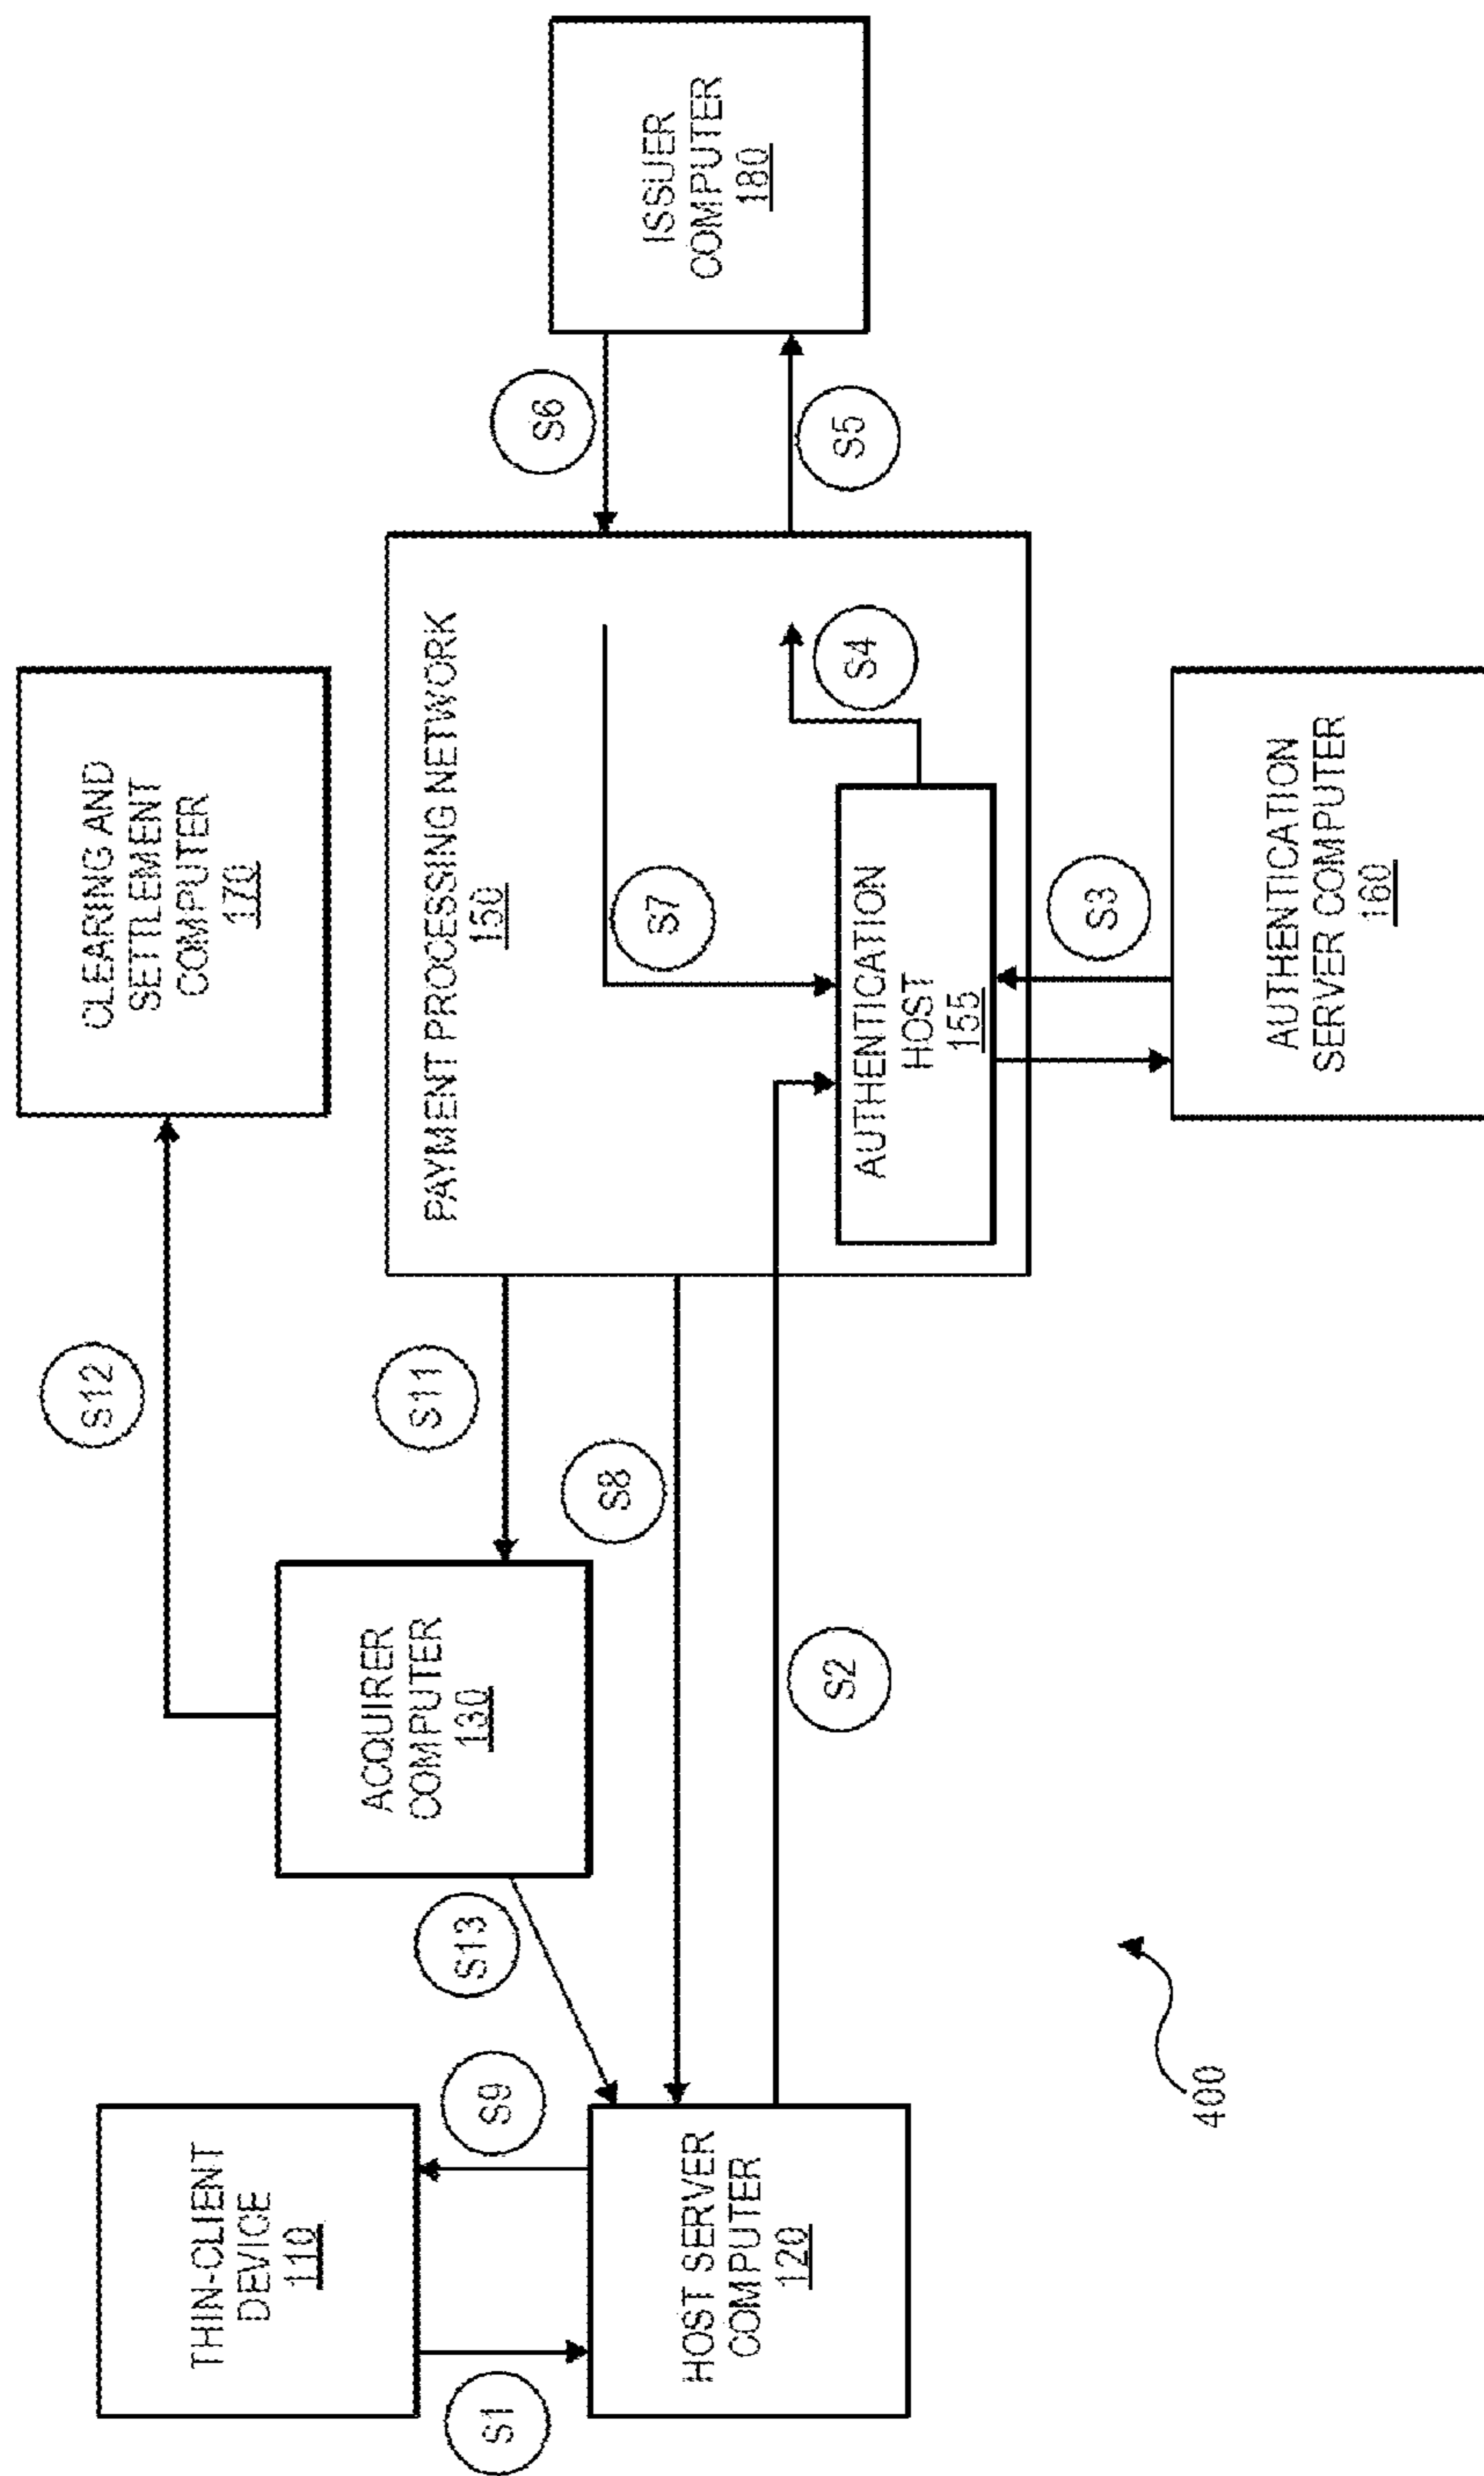 CLEARING AND
SETTLEMENT
COMPUTER
170
S12
THIN-CLIENT
DEVICE
110
ACQUIRER
COMPUTER
130
S11
PAYMENT PROCESSING NETWORK
150
S6
ISSUER
COMPUTER
180
S1
S9
S13
S8
S7
S5
HOST SERVER
COMPUTER
120
S2
S4
AUTHENTICATION
HOST
155
S3
400
AUTHENTICATION
SERVER COMPUTER
160